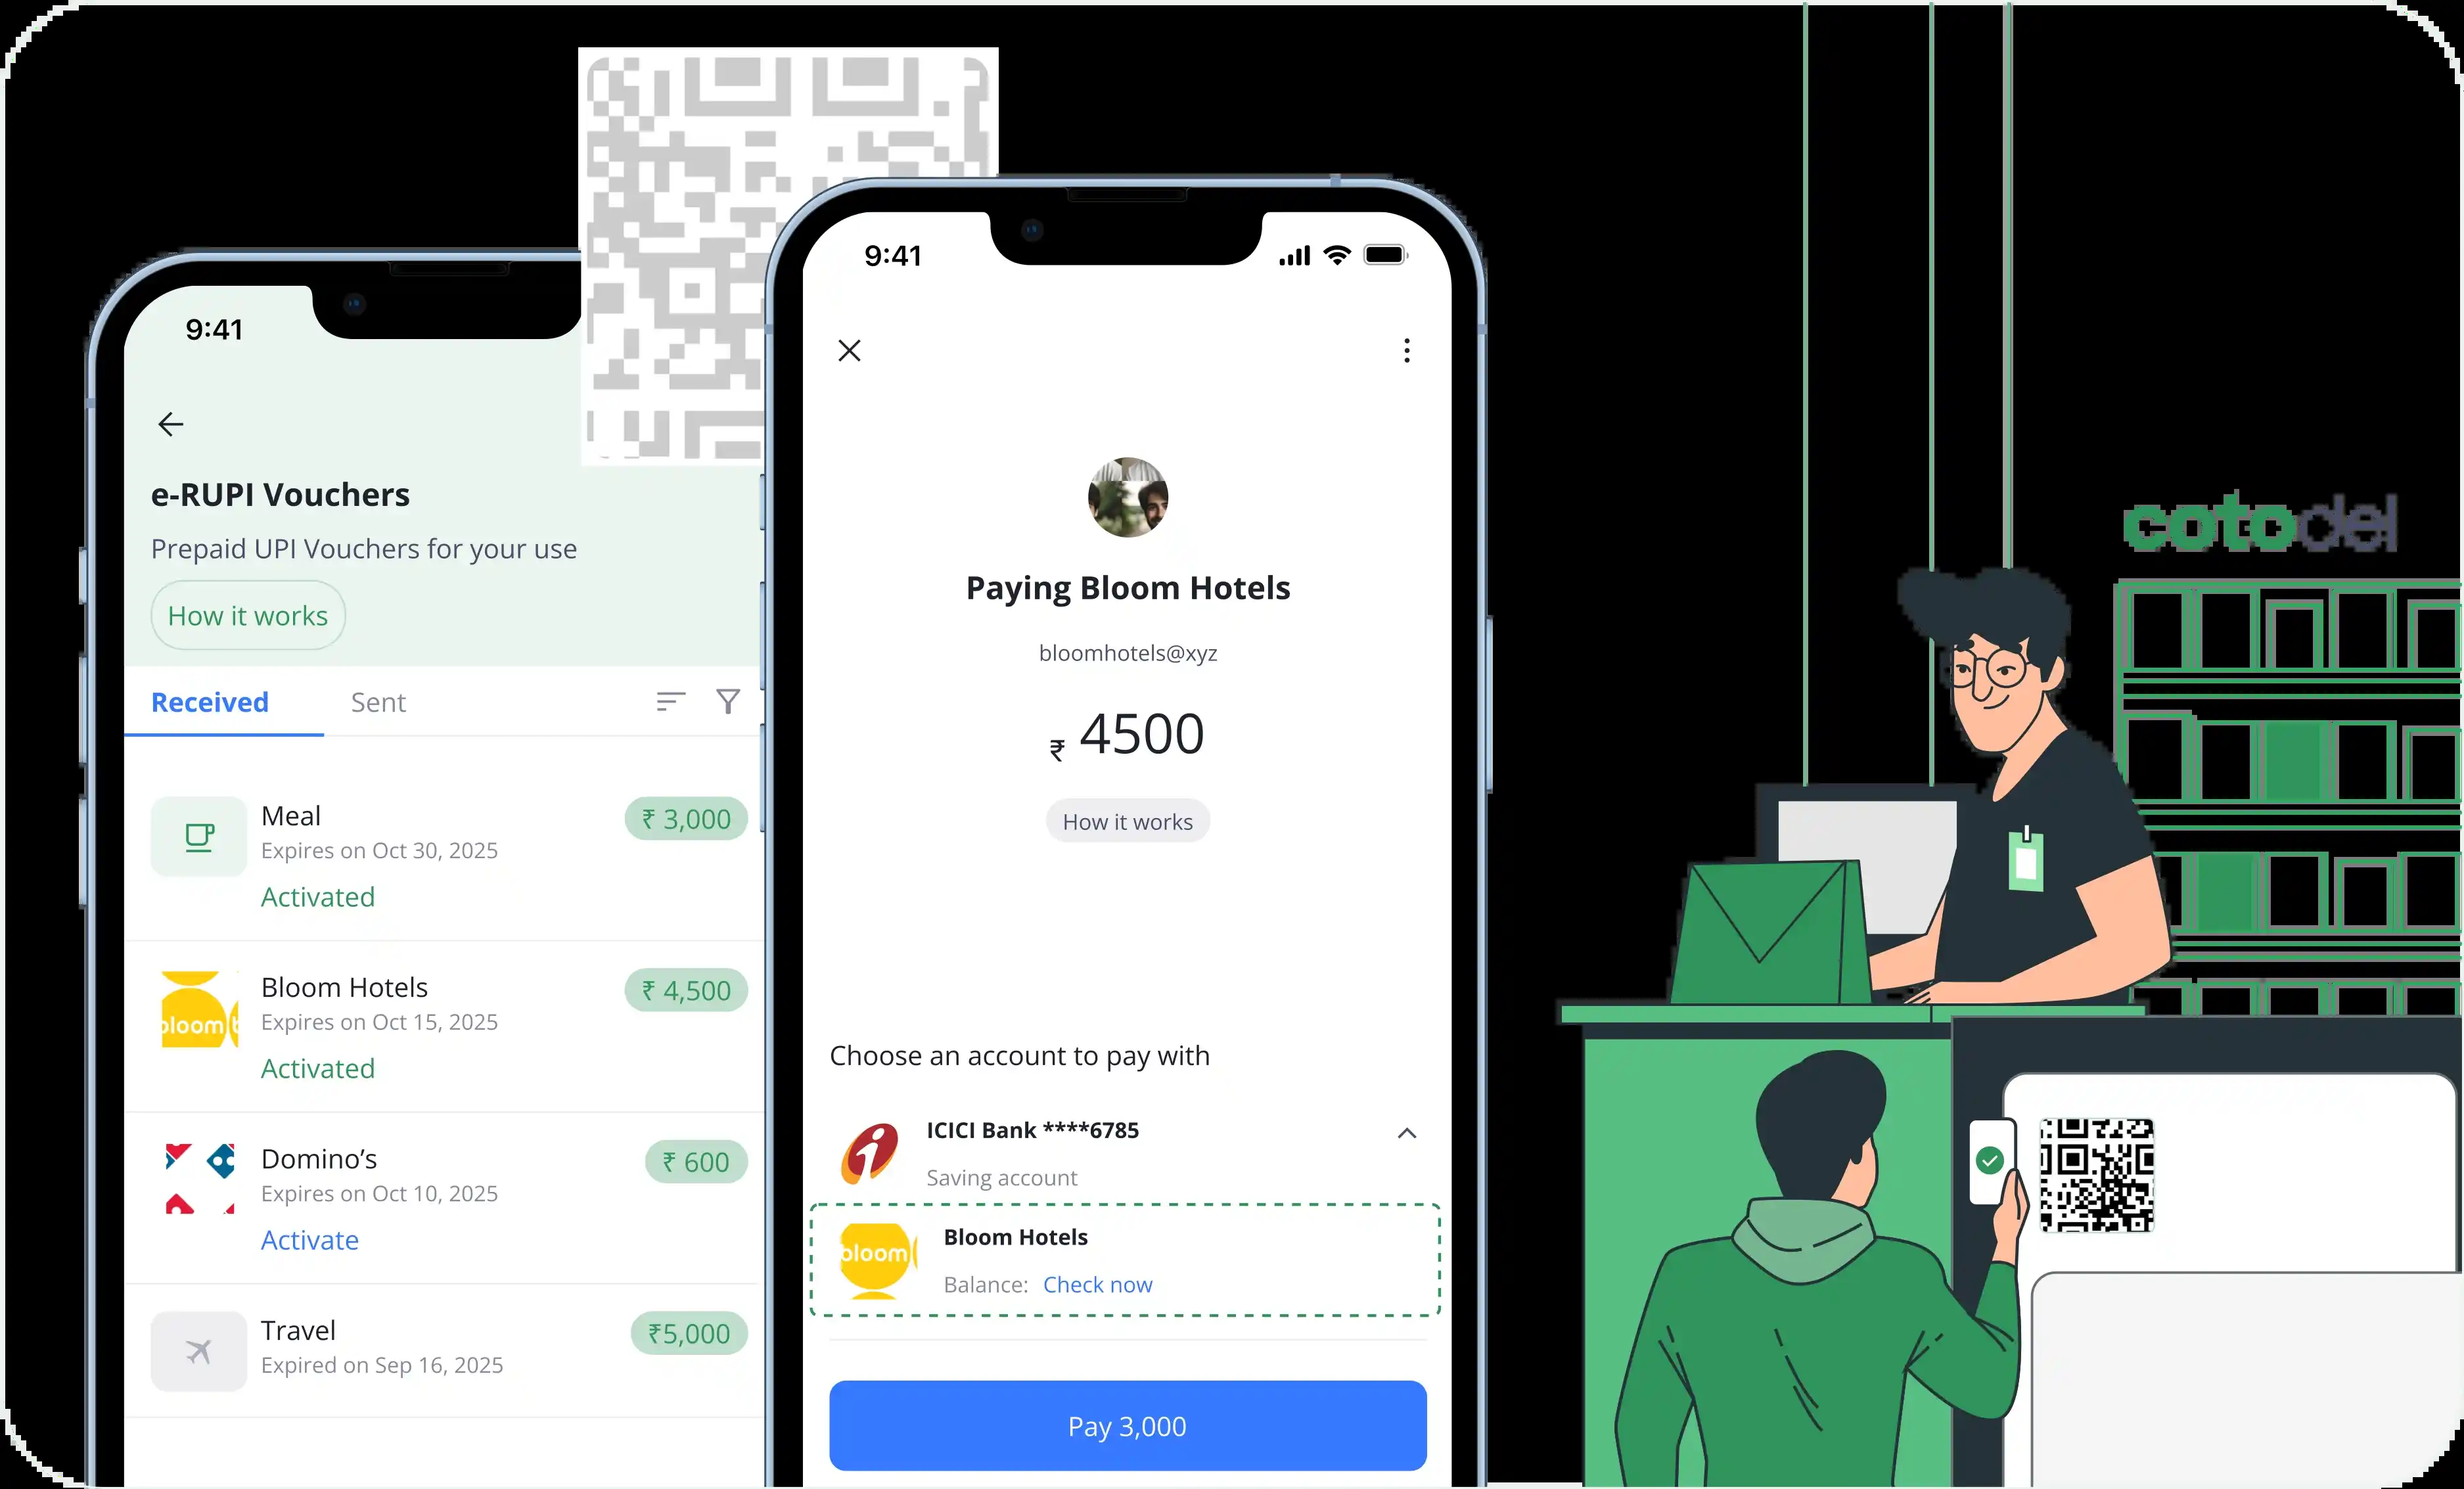 9:41
e-RUPI Vouchers
Prepaid UPI Vouchers for your use
How it works
Received
Sent
Meal
₹ 3,000
Expires on Oct 30, 2025
Activated
bloom
Bloom Hotels
₹ 4,500
Expires on Oct 15, 2025
Activated
Domino’s
₹ 600
Expires on Oct 10, 2025
Activate
Travel
₹5,000
Expired on Sep 16, 2025
9:41
Paying Bloom Hotels
bloomhotels@xyz
₹ 4500
How it works
Choose an account to pay with
ICICI Bank ****6785
Saving account
bloom
Bloom Hotels
Balance: Check now
Pay 3,000
cotodel